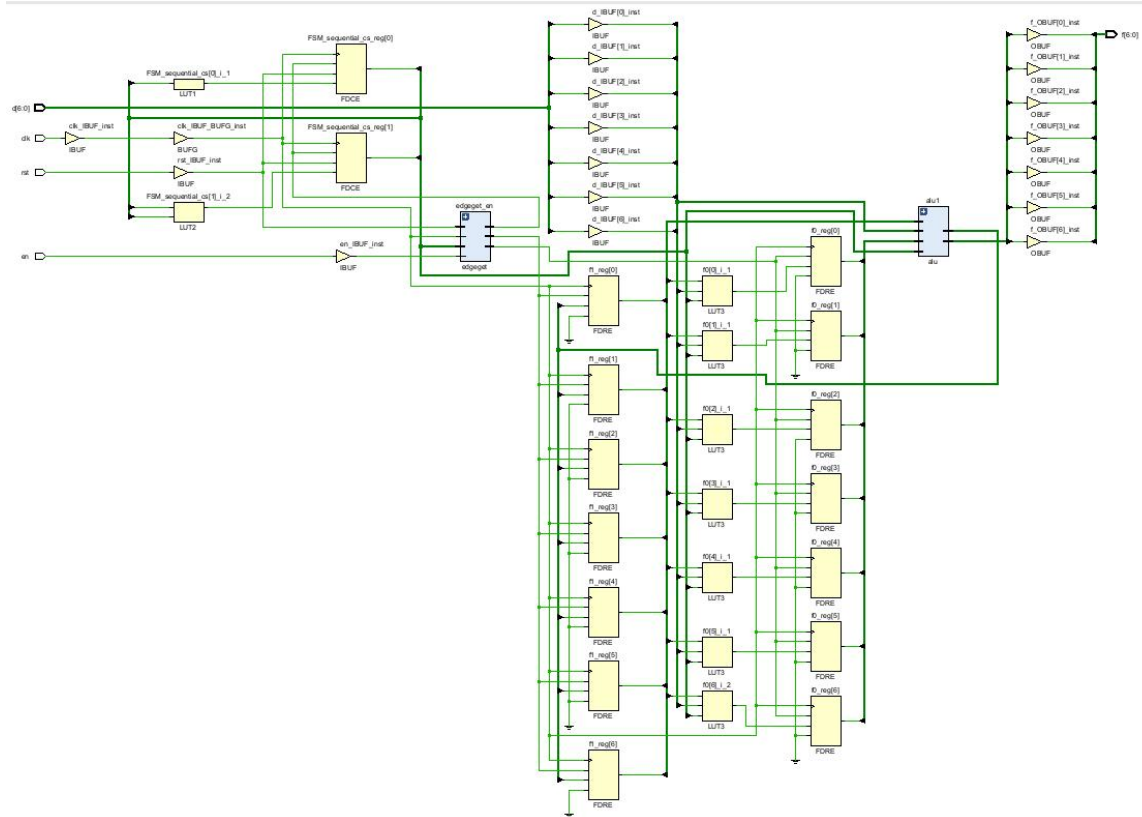 FSM_sequential_cs_reg[0]
FDCE
FSM_sequential_cs[0]_i_1
LUT1
d[6:0]
clk
clk_IBUF_inst
IBUF
clk_IBUF_BUFG_inst
BUFG
rst
rst_IBUF_inst
IBUF
FSM_sequential_cs_reg[1]
FDCE
FSM_sequential_cs[1]_i_2
LUT2
en
en_IBUF_inst
IBUF
edgeget_en
edgeget
d_IBUF[0]_inst
IBUF
d_IBUF[1]_inst
IBUF
d_IBUF[2]_inst
IBUF
d_IBUF[3]_inst
IBUF
d_IBUF[4]_inst
IBUF
d_IBUF[5]_inst
IBUF
d_IBUF[6]_inst
IBUF
f1_reg[0]
FDRE
f1_reg[1]
FDRE
f1_reg[2]
FDRE
f1_reg[3]
FDRE
f1_reg[4]
FDRE
f1_reg[5]
FDRE
f1_reg[6]
FDRE
f0[0]_i_1
LUT3
f0[1]_i_1
LUT3
f0[2]_i_1
LUT3
f0[3]_i_1
LUT3
f0[4]_i_1
LUT3
f0[5]_i_1
LUT3
f0[6]_i_2
LUT3
f0_reg[0]
FDRE
f0_reg[1]
FDRE
f0_reg[2]
FDRE
f0_reg[3]
FDRE
f0_reg[4]
FDRE
f0_reg[5]
FDRE
f0_reg[6]
FDRE
alu1
alu
f_OBUF[0]_inst
OBUF
f_OBUF[1]_inst
OBUF
f_OBUF[2]_inst
OBUF
f_OBUF[3]_inst
OBUF
f_OBUF[4]_inst
OBUF
f_OBUF[5]_inst
OBUF
f_OBUF[6]_inst
OBUF
f[6:0]